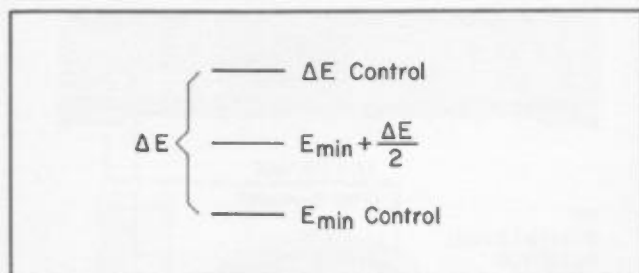 ΔE Control
ΔE
E_min + ΔE/2
E_min Control